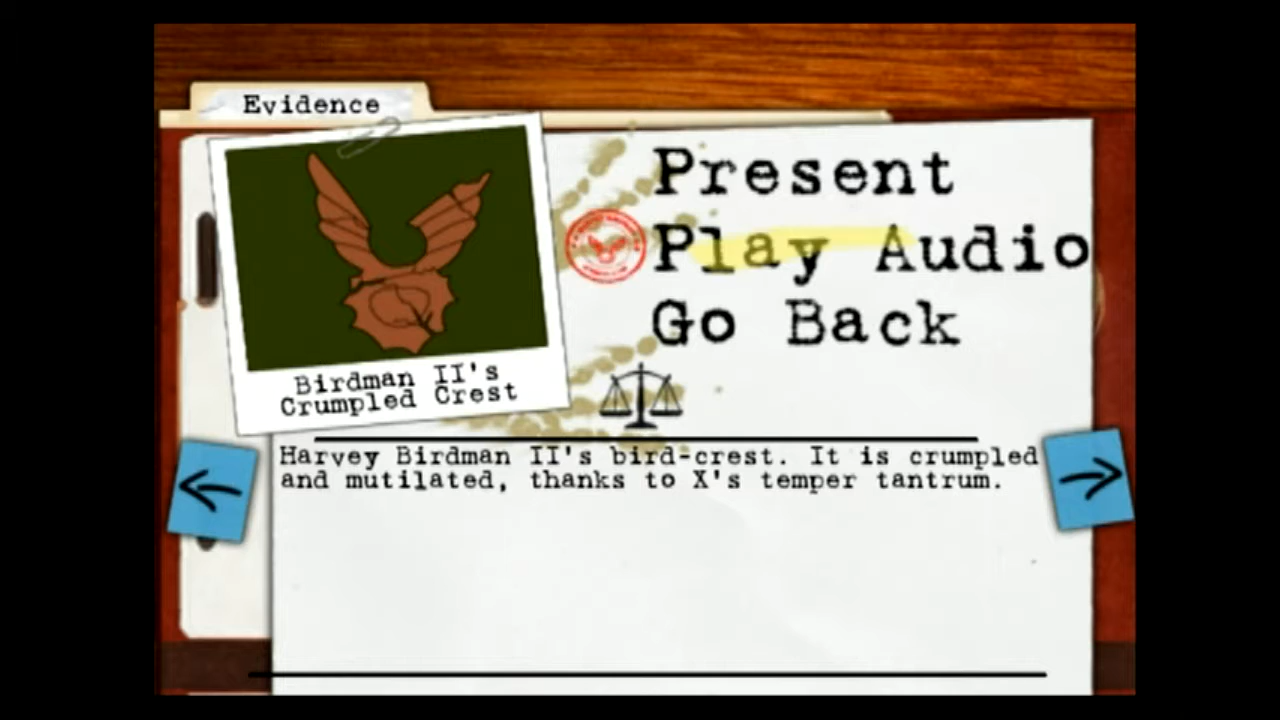 Evidence
Present
Play Audio
Go Back
Birdman II's
Crumpled Crest
Harvey Birdman II's bird-crest. It is crumpled
and mutilated, thanks to X's temper tantrum.